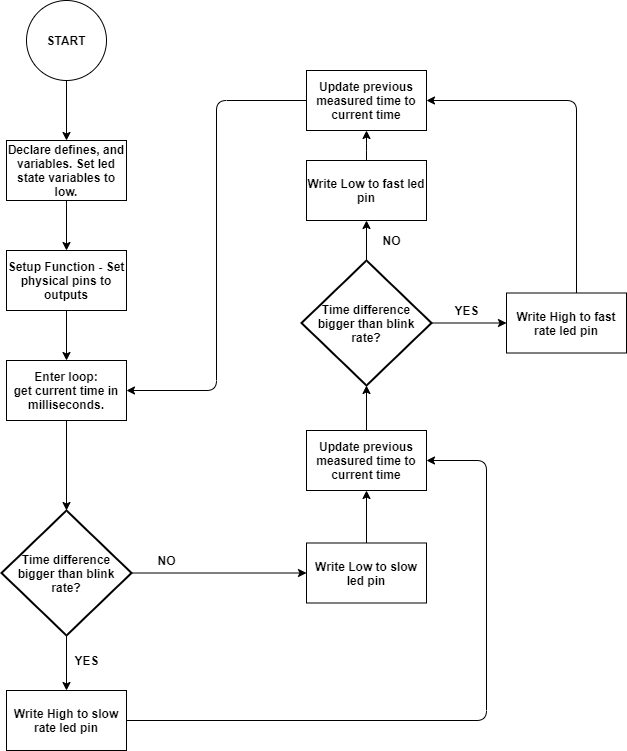 START
Declare defines, and
variables. Set led
state variables to
low.
Setup Function - Set
physical pins to
outputs
Enter loop:
get current time in
milliseconds.
Time difference
bigger than blink
rate?
NO
YES
Write High to slow
rate led pin
Write Low to slow
led pin
Update previous
measured time to
current time
Time difference
bigger than blink
rate?
YES
NO
Write High to fast
rate led pin
Write Low to fast led
pin
Update previous
measured time to
current time